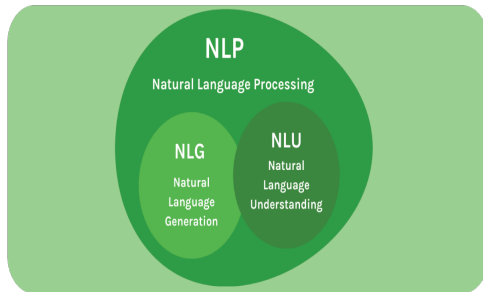 NLP
Natural Language Processing
NLG
Natural
Language
Generation
NLU
Natural
Language
Understanding